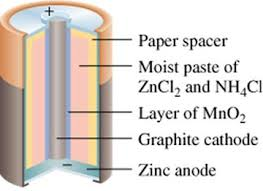 +
Paper spacer
Moist paste of
ZnCl₂ and NH₄Cl
Layer of MnO₂
Graphite cathode
Zinc anode
−